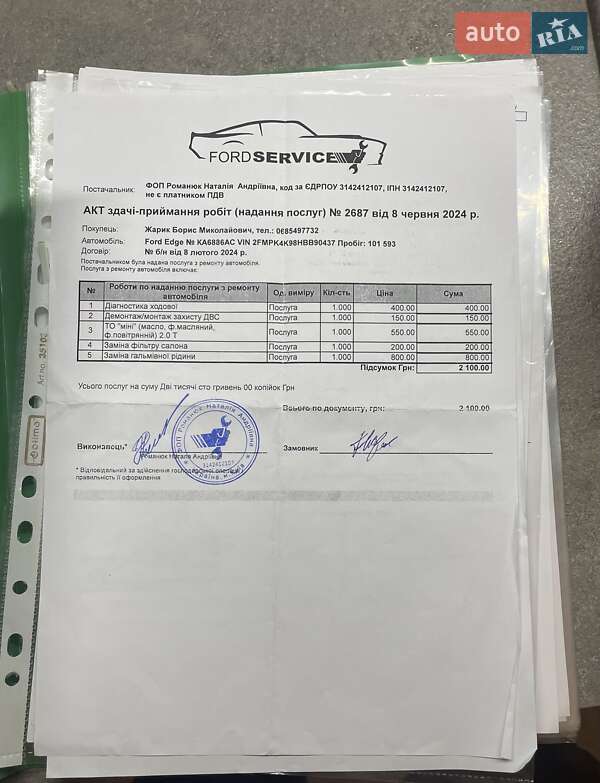 auto RIA.com
FORDSERVICE
Постачальник: ФОП Романюк Наталія Андріївна, код за ЄДРПОУ 3142412107, ІПН 3142412107,
не є платником ПДВ
АКТ здачі-приймання робіт (надання послуг) № 2687 від 8 червня 2024 р.
Покупець: Жарик Борис Миколайович, тел.: 0685497732
Автомобіль: Ford Edge № КА6886АС VIN 2FMPK4K98HBB90437 Пробіг: 101 593
Договір: № б/н від 8 лютого 2024 р.
Постачальником була надана послуга з ремонту автомобіля.
Послуга з ремонту автомобіля включає:
№ Роботи по наданню послуги з ремонту автомобіля Од. виміру Кіл-сть Ціна Сума
1 Діагностика ходової Послуга 1.000 400.00 400.00
2 Демонтаж/монтаж захисту ДВС Послуга 1.000 150.00 150.00
3 ТО "міні" (масло, ф.масляний, ф.повітрянній) 2.0 Т Послуга 1.000 550.00 550.00
4 Заміна фільтру салона Послуга 1.000 200.00 200.00
5 Заміна гальмівної рідини Послуга 1.000 800.00 800.00
Підсумок Грн: 2 100.00
Усього послуг на суму Дві тисячі сто гривень 00 копійок Грн
Всього по документу, грн: 2 100.00
Виконавець* Замовник
Романюк Наталія Андріївна
* Відповідальний за здійснення господарської операції
правильність її оформлення
ФОП Романюк Наталія Андріївна
3142412107